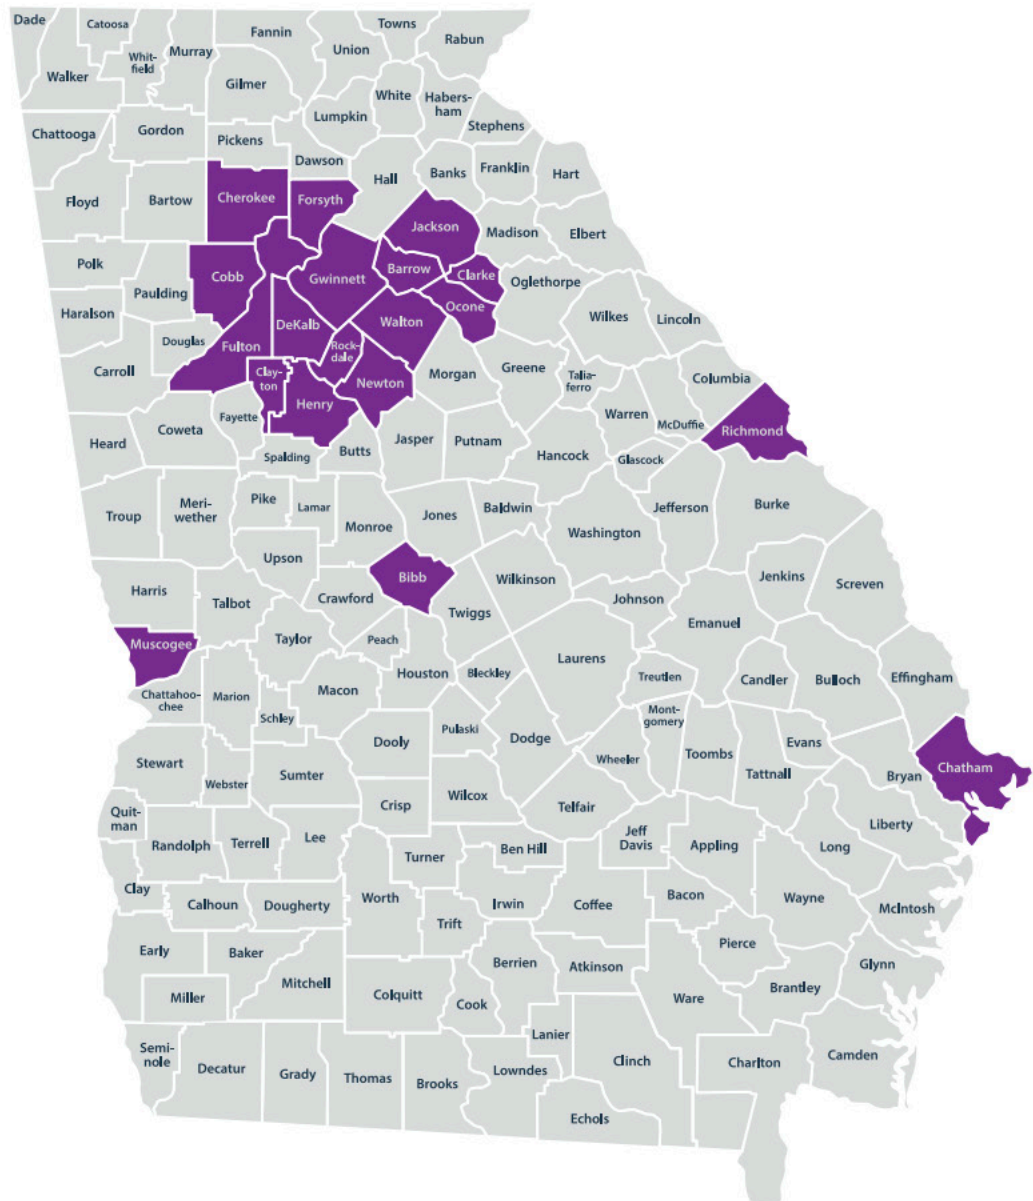 Dade
Catoosa
Towns
Fannin
Union
Rabun
Murray
Whit-
field
Walker
Gilmer
White
Haber-
sham
Lumpkin
Stephens
Chattooga
Gordon
Pickens
Dawson
Hall
Banks
Franklin
Hart
Floyd
Bartow
Cherokee
Forsyth
Jackson
Madison
Elbert
Polk
Cobb
Gwinnett
Barrow
Clarke
Oglethorpe
Paulding
Ocone
Haralson
DeKalb
Walton
Wilkes
Lincoln
Douglas
Fulton
Rock-
dale
Carroll
Clay-
ton
Newton
Morgan
Greene
Talia-
ferro
Columbia
Henry
Fayette
Warren
McDuffie
Richmond
Coweta
Heard
Butts
Jasper
Putnam
Hancock
Glascock
Spalding
Troup
Meri-
wether
Pike
Lamar
Monroe
Jones
Baldwin
Washington
Jefferson
Burke
Upson
Bibb
Wilkinson
Jenkins
Screven
Harris
Talbot
Crawford
Twiggs
Johnson
Emanuel
Muscogee
Taylor
Peach
Laurens
Houston
Bleckley
Treutlen
Candler
Bulloch
Effingham
Chattahoo-
chee
Marion
Macon
Schley
Mont-
gomery
Pulaski
Dodge
Dooly
Wheeler
Toombs
Evans
Tattnall
Bryan
Chatham
Stewart
Webster
Sumter
Crisp
Wilcox
Telfair
Quit-
man
Randolph
Terrell
Lee
Turner
Ben Hill
Jeff
Davis
Appling
Long
Liberty
Clay
Calhoun
Dougherty
Worth
Irwin
Coffee
Bacon
Wayne
McIntosh
Trift
Early
Baker
Mitchell
Berrien
Atkinson
Pierce
Glynn
Miller
Colquitt
Cook
Ware
Brantley
Lanier
Semi-
nole
Decatur
Grady
Thomas
Brooks
Lowndes
Clinch
Charlton
Camden
Echols